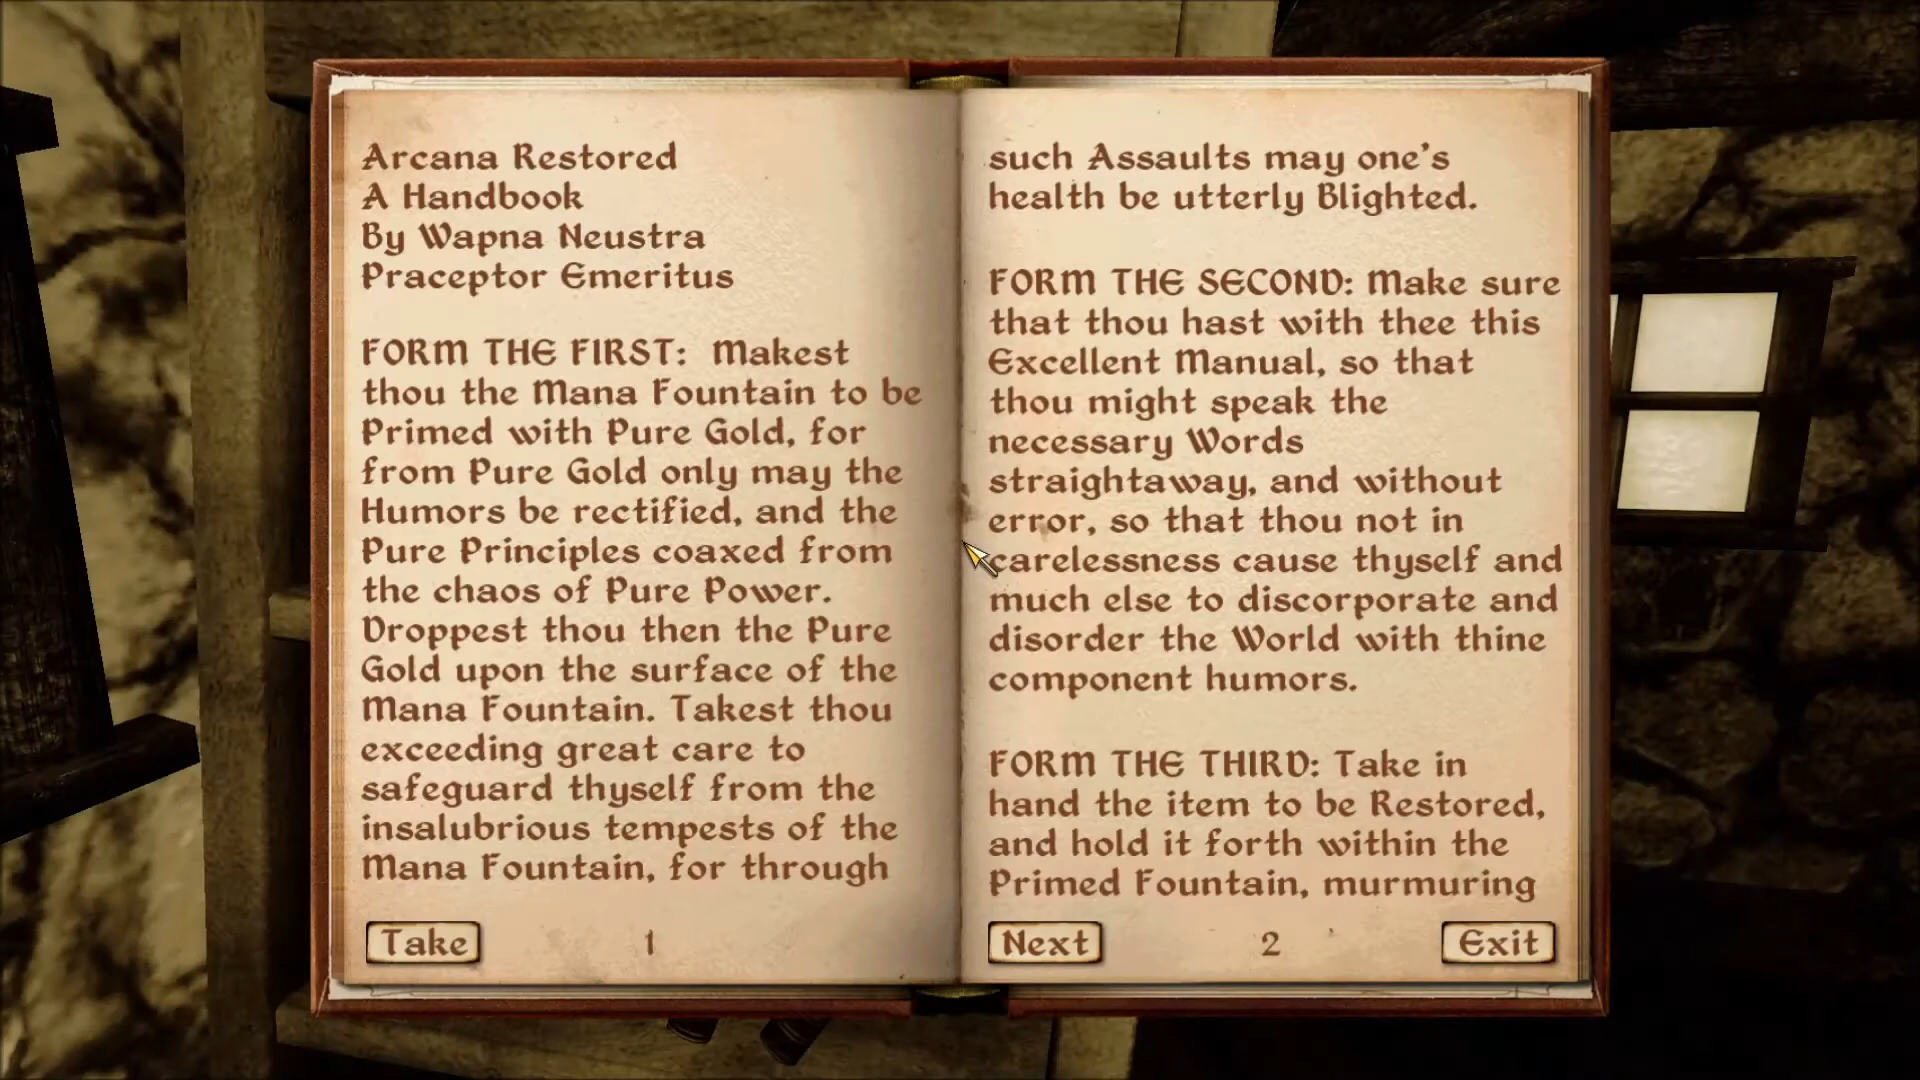 Arcana Restored
A Handbook
By Wapna Neustra
Praceptor Emeritus
FORM THE FIRST: Makest
thou the Mana Fountain to be
Primed with Pure Gold, for
from Pure Gold only may the
Humors be rectified, and the
Pure Principles coaxed from
the chaos of Pure Power.
Droppest thou then the Pure
Gold upon the surface of the
Mana Fountain. Takest thou
exceeding great care to
safeguard thyself from the
insalubrious tempests of the
Mana Fountain, for through
Take
1
such Assaults may one's
health be utterly Blighted.
FORM THE SECOND: Make sure
that thou hast with thee this
Excellent Manual, so that
thou might speak the
necessary Words
straightaway, and without
error, so that thou not in
carelessness cause thyself and
much else to discorporate and
disorder the World with thine
component humors.
FORM THE THIRD: Take in
hand the item to be Restored,
and hold it forth within the
Primed Fountain, murmuring
Next
2
Exit